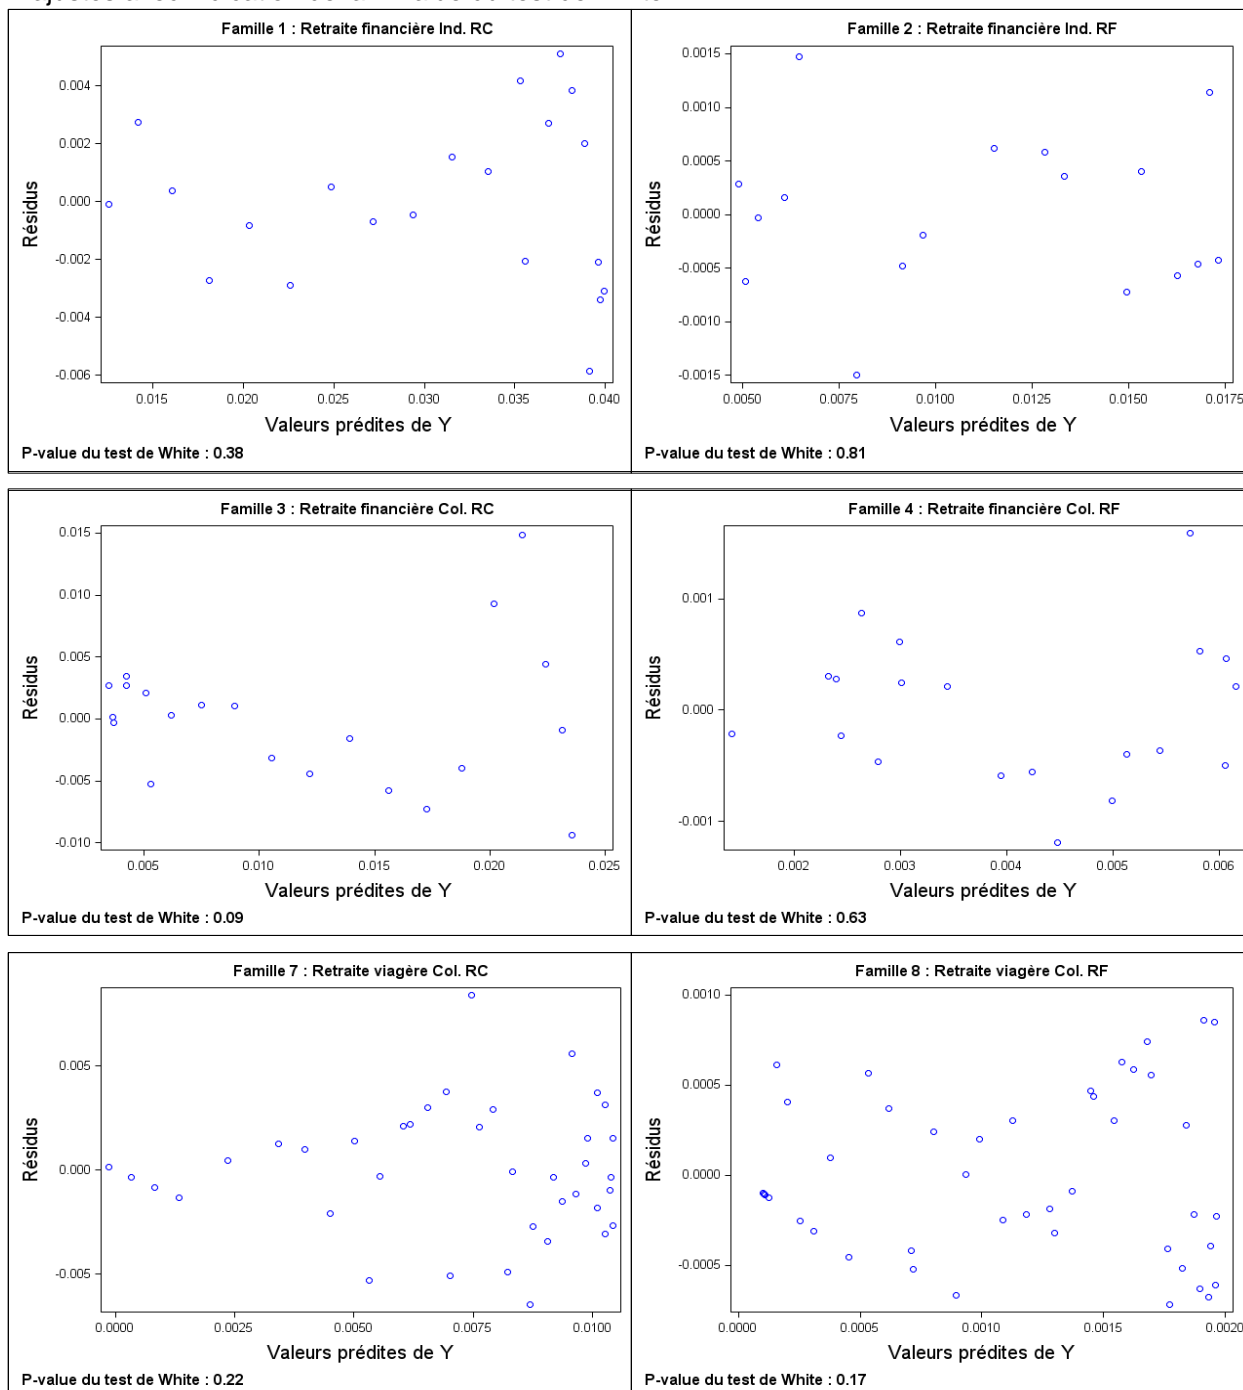 Famille 1 : Retraite financière Ind. RC
0.004
0.002
0.000
-0.002
-0.004
-0.006
Résidus
0.015 0.020 0.025 0.030 0.035 0.040
Valeurs prédites de Y
P-value du test de White : 0.38
Famille 2 : Retraite financière Ind. RF
0.0015
0.0010
0.0005
0.0000
-0.0005
-0.0010
-0.0015
Résidus
0.0050 0.0075 0.0100 0.0125 0.0150 0.0175
Valeurs prédites de Y
P-value du test de White : 0.81
Famille 3 : Retraite financière Col. RC
0.015
0.010
0.005
0.000
-0.005
-0.010
Résidus
0.005 0.010 0.015 0.020 0.025
Valeurs prédites de Y
P-value du test de White : 0.09
Famille 4 : Retraite financière Col. RF
0.001
0.000
-0.001
Résidus
0.002 0.003 0.004 0.005 0.006
Valeurs prédites de Y
P-value du test de White : 0.63
Famille 7 : Retraite viagère Col. RC
0.005
0.000
-0.005
Résidus
0.0000 0.0025 0.0050 0.0075 0.0100
Valeurs prédites de Y
P-value du test de White : 0.22
Famille 8 : Retraite viagère Col. RF
0.0010
0.0005
0.0000
-0.0005
Résidus
0.0000 0.0005 0.0010 0.0015 0.0020
Valeurs prédites de Y
P-value du test de White : 0.17